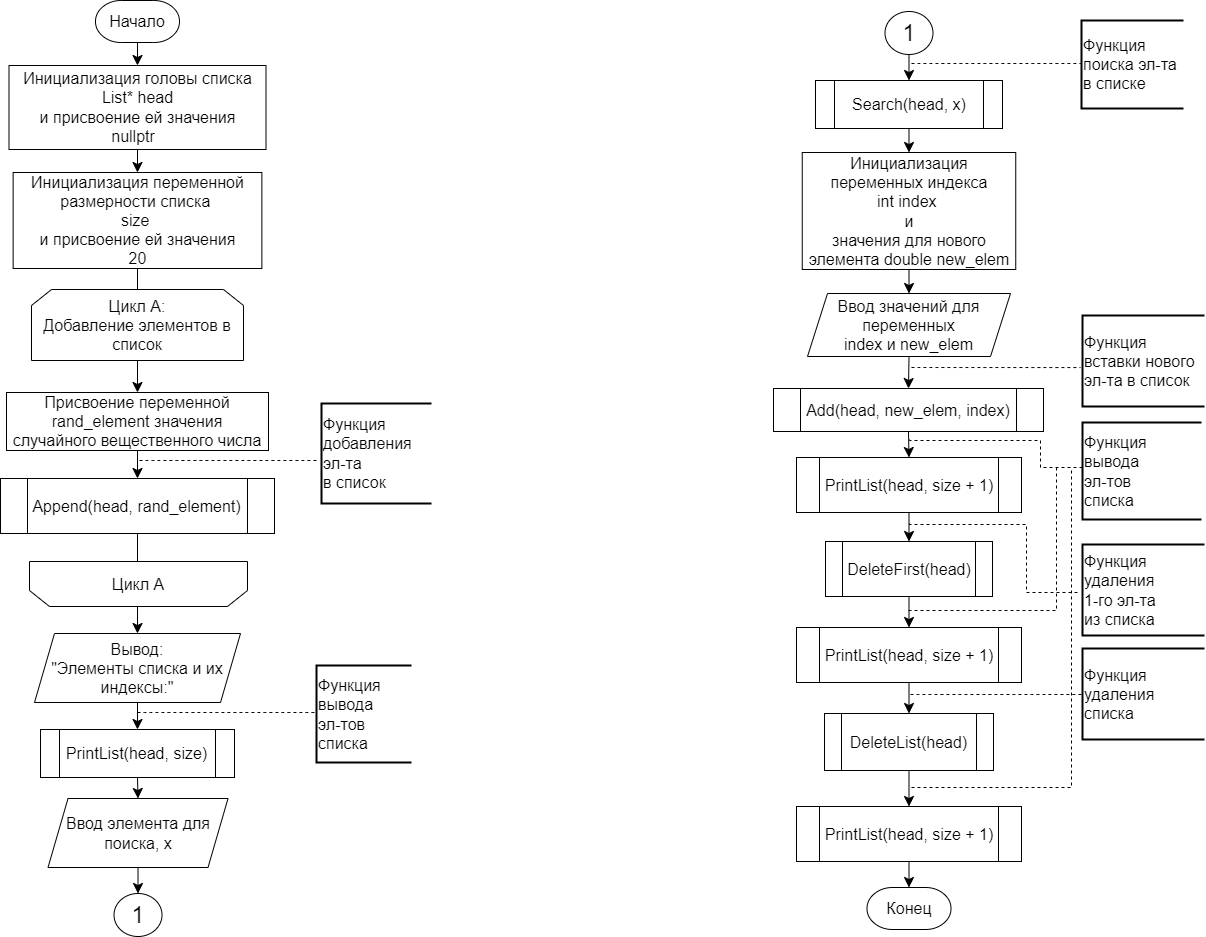 Начало
Инициализация головы списка
List* head
и присвоение ей значения
nullptr
Инициализация переменной
размерности списка
size
и присвоение ей значения
20
Цикл А:
Добавление элементов в
список
Присвоение переменной
rand_element значения
случайного вещественного числа
Функция
добавления
эл-та
в список
Append(head, rand_element)
Цикл А
Вывод:
"Элементы списка и их
индексы:"
Функция
вывода
эл-тов
списка
PrintList(head, size)
Ввод элемента для
поиска, x
1
1
Функция
поиска эл-та
в списке
Search(head, x)
Инициализация
переменных индекса
int index
и
значения для нового
элемента double new_elem
Ввод значений для
переменных
index и new_elem
Функция
вставки нового
эл-та в список
Add(head, new_elem, index)
Функция
вывода
эл-тов
списка
PrintList(head, size + 1)
Функция
удаления
1-го эл-та
из списка
DeleteFirst(head)
PrintList(head, size + 1)
Функция
удаления
списка
DeleteList(head)
PrintList(head, size + 1)
Конец